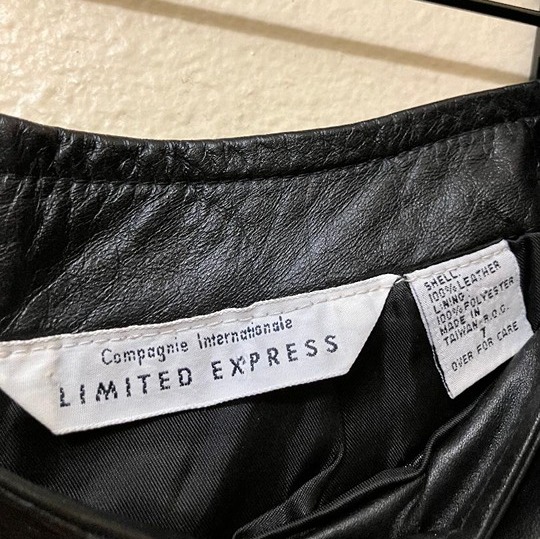 Compagnie Internationale
LIMITED EXPRESS
SHELL
100% LEATHER
LINING
100% POLYESTER
MADE IN
TAIWAN R.O.C.
7
OVER FOR CARE